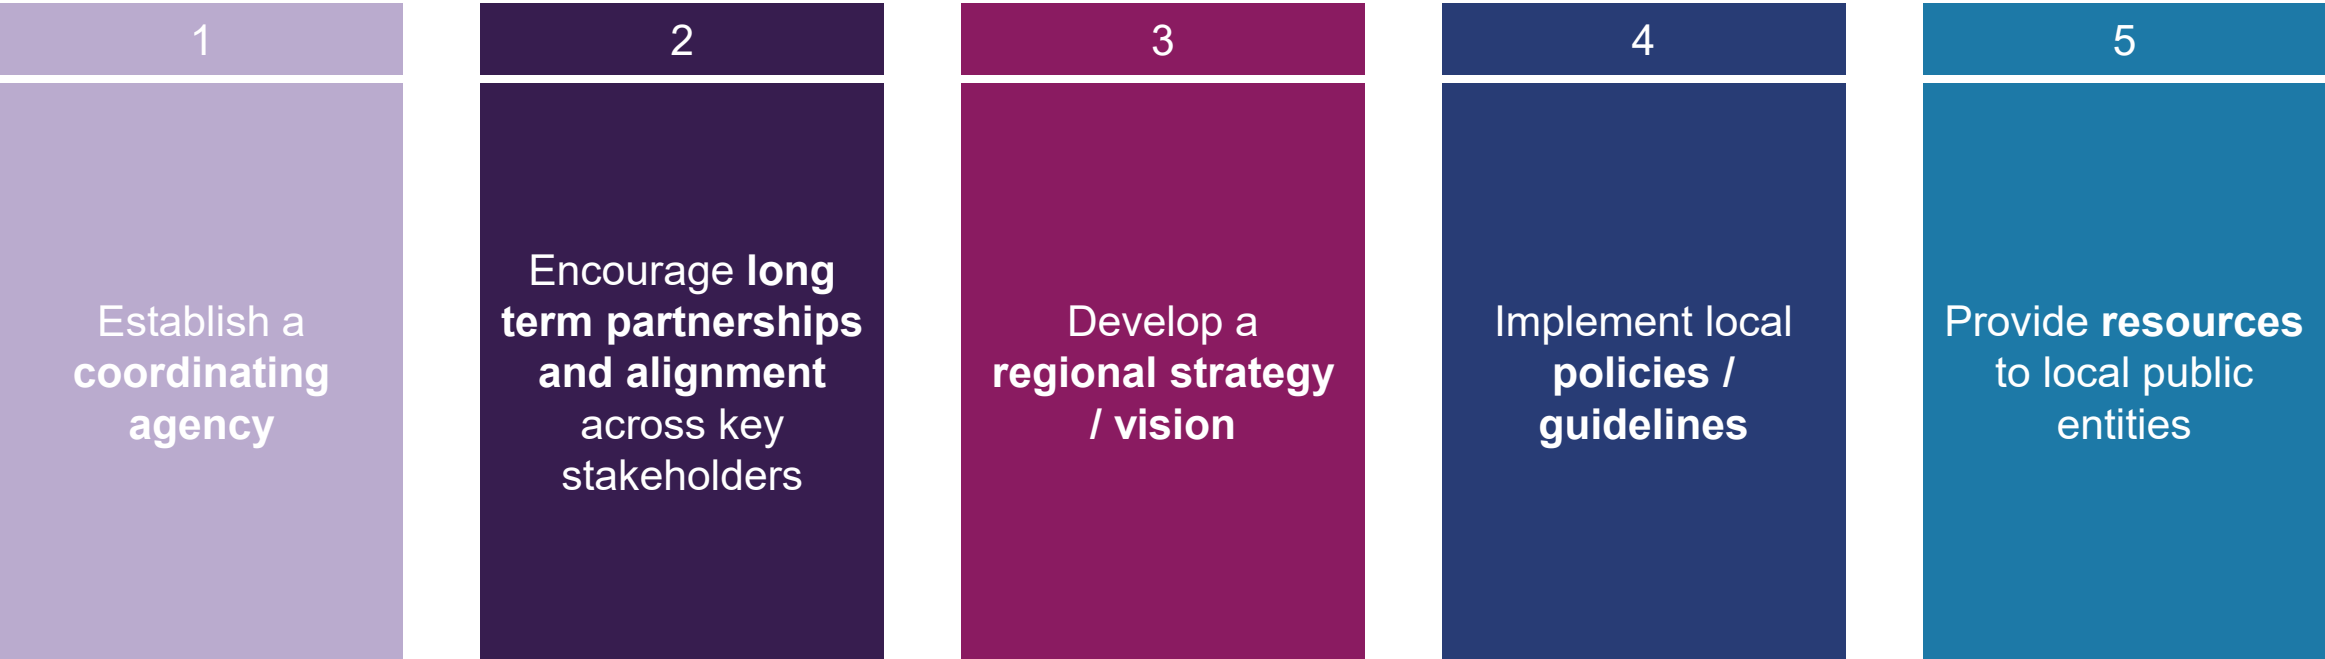 1
Establish a
coordinating
agency
2
Encourage long
term partnerships
and alignment
across key
stakeholders
3
Develop a
regional strategy
/ vision
4
Implement local
policies /
guidelines
5
Provide resources
to local public
entities